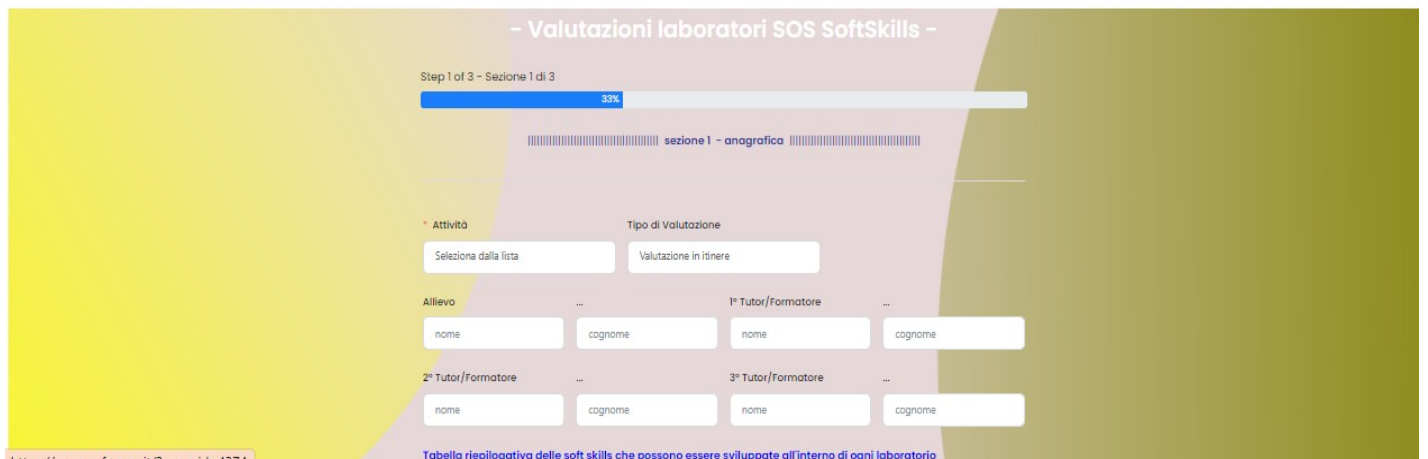 - Valutazioni laboratori SOS SoftSkills -
Step 1 of 3 - Sezione 1 di 3
33%
||||||||||||||||||||||||||||||||||||||| sezione 1 - anagrafica |||||||||||||||||||||||||||||||||||||||
* Attività Tipo di Valutazione
Seleziona dalla lista Valutazione in itinere
Allievo ... 1° Tutor/Formatore ...
nome cognome nome cognome
2° Tutor/Formatore ... 3° Tutor/Formatore ...
nome cognome nome cognome
Tabella riepilogativa delle soft skills che possono essere sviluppate all'interno di ogni laboratorio